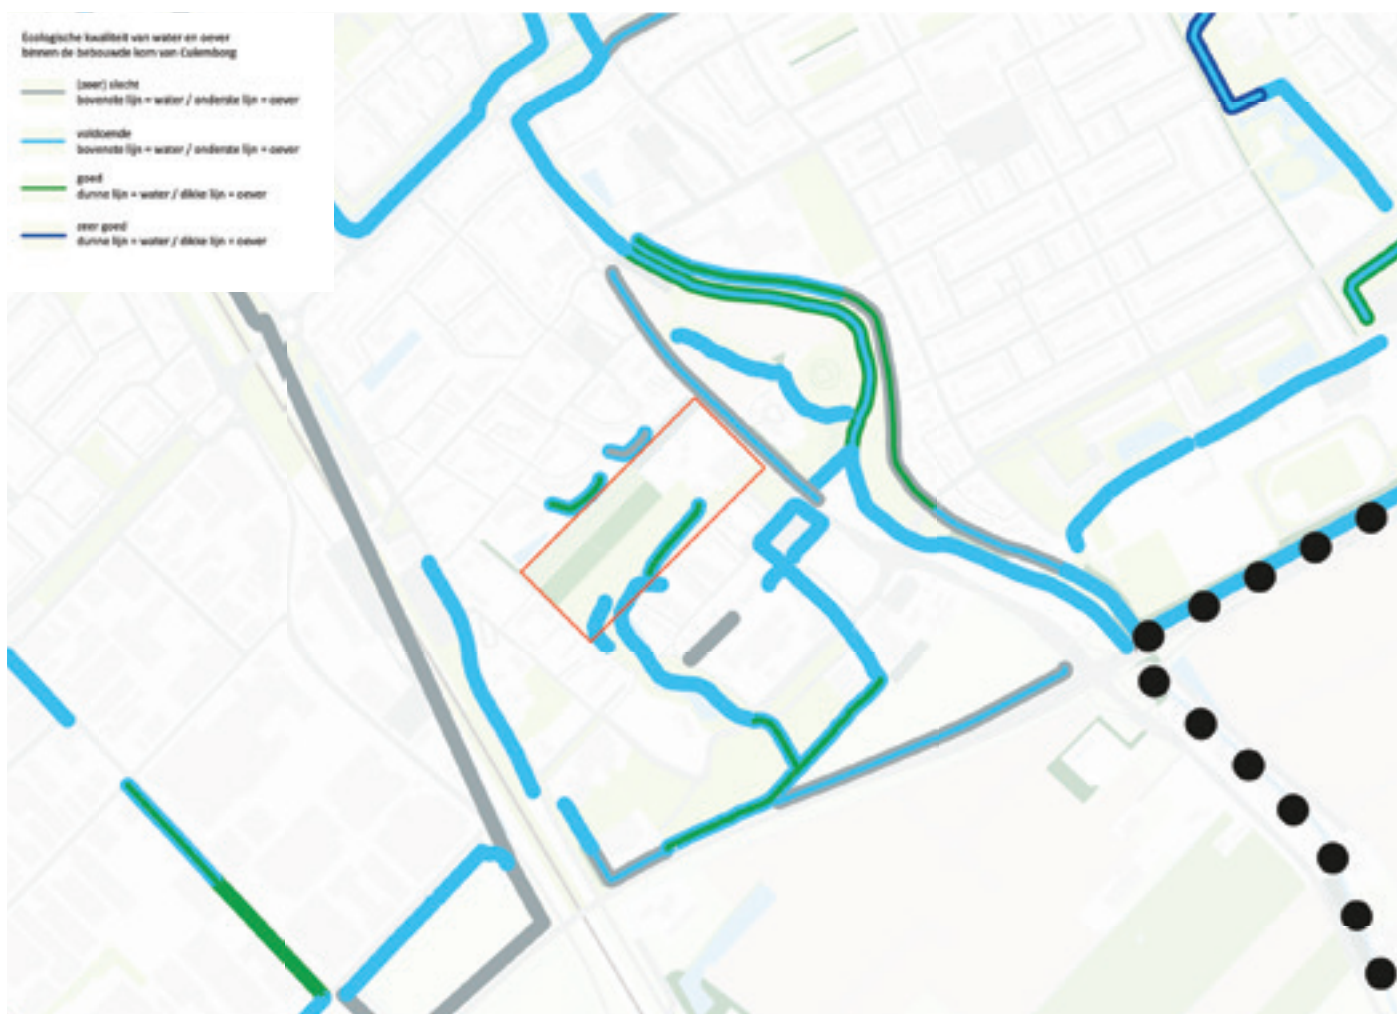 Ecologische kwaliteit van water en oever
binnen de bebouwde kom van Culemborg
(zeer) slecht
bovenste lijn = water / onderste lijn = oever
voldoende
bovenste lijn = water / onderste lijn = oever
goed
dunne lijn = water / dikke lijn = oever
zeer goed
dunne lijn = water / dikke lijn = oever